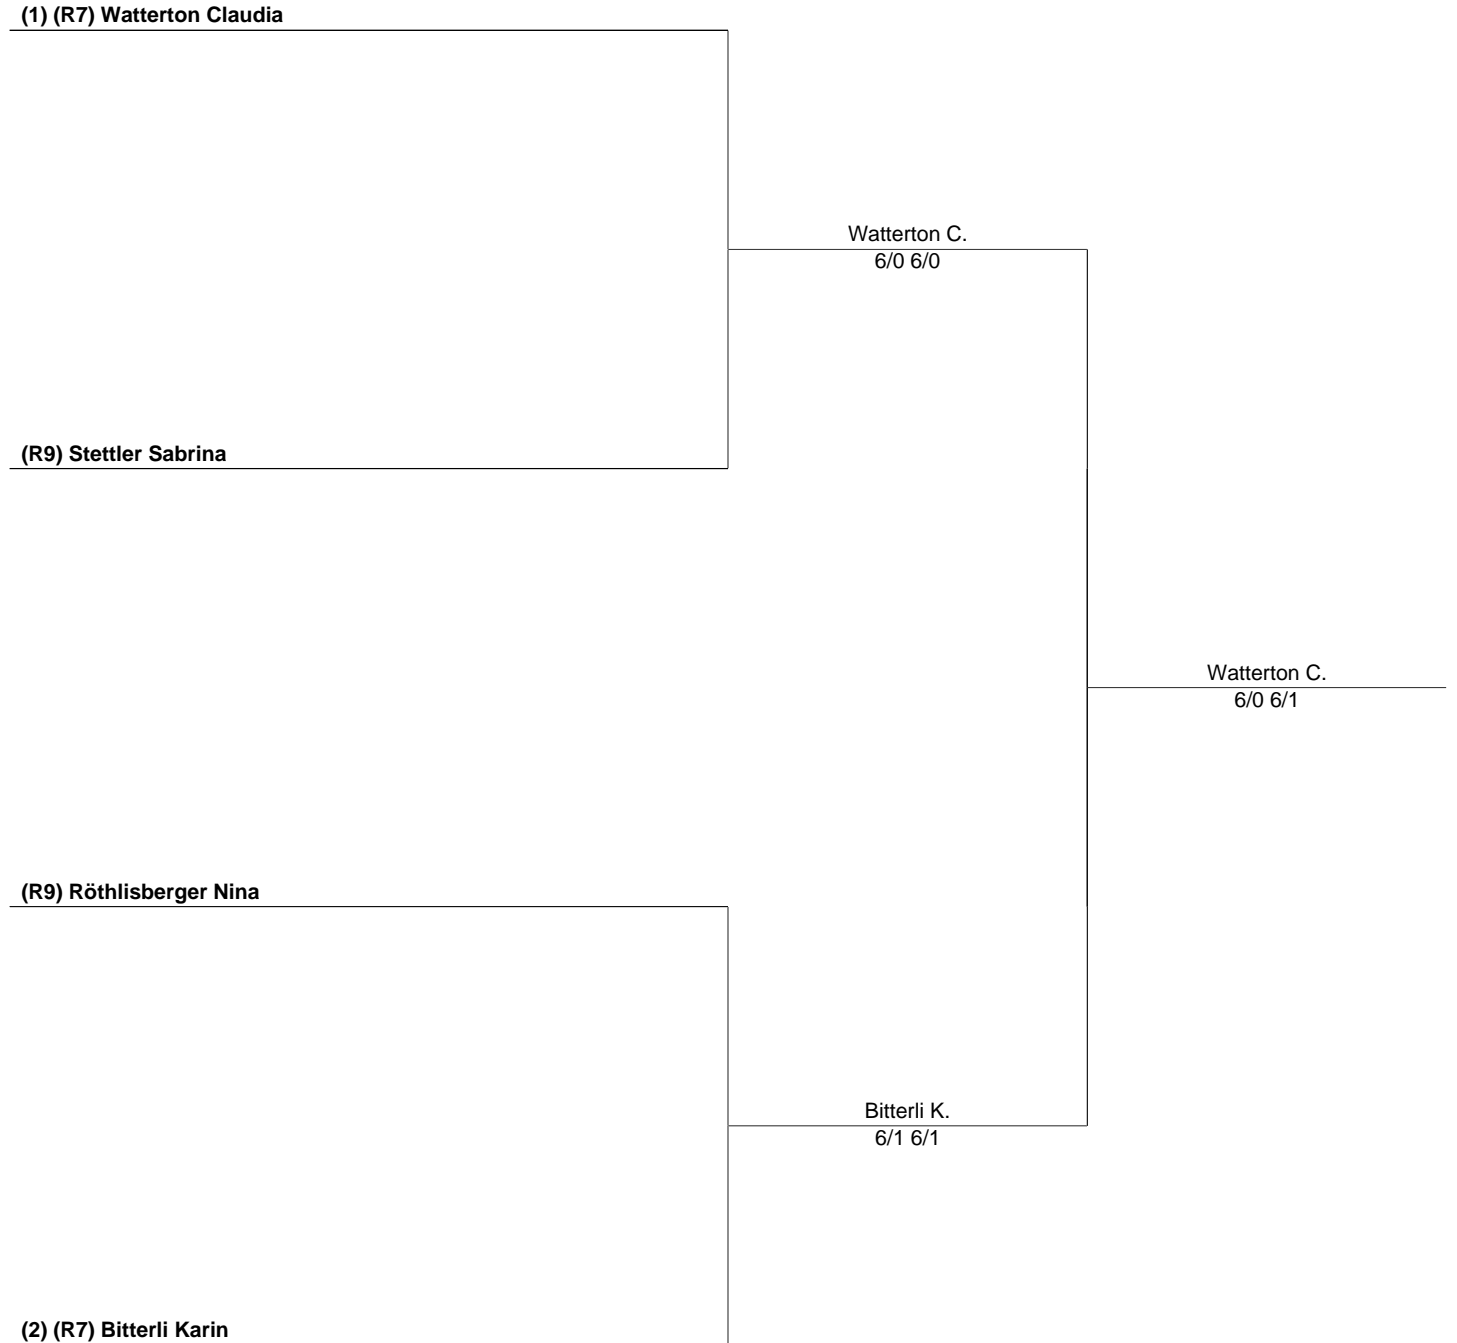 (1) (R7) Watterton Claudia
Watterton C.
6/0 6/0
(R9) Stettler Sabrina
Watterton C.
6/0 6/1
(R9) Röthlisberger Nina
Bitterli K.
6/1 6/1
(2) (R7) Bitterli Karin